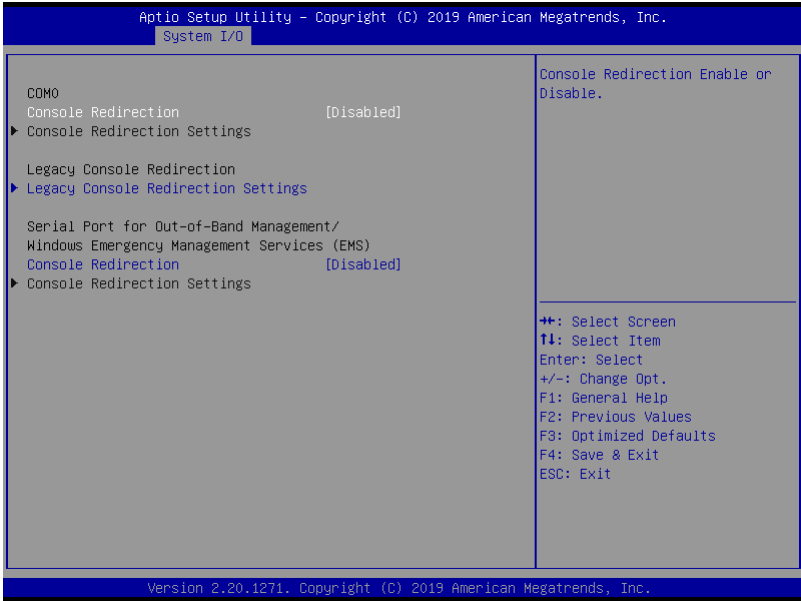 Aptio Setup Utility – Copyright (C) 2019 American Megatrends, Inc.
System I/O
COM0
Console Redirection [Disabled]
▶ Console Redirection Settings
Legacy Console Redirection
▶ Legacy Console Redirection Settings
Serial Port for Out-of-Band Management/
Windows Emergency Management Services (EMS)
Console Redirection [Disabled]
▶ Console Redirection Settings
Console Redirection Enable or
Disable.
→←: Select Screen
↑↓: Select Item
Enter: Select
+/-: Change Opt.
F1: General Help
F2: Previous Values
F3: Optimized Defaults
F4: Save & Exit
ESC: Exit
Version 2.20.1271. Copyright (C) 2019 American Megatrends, Inc.